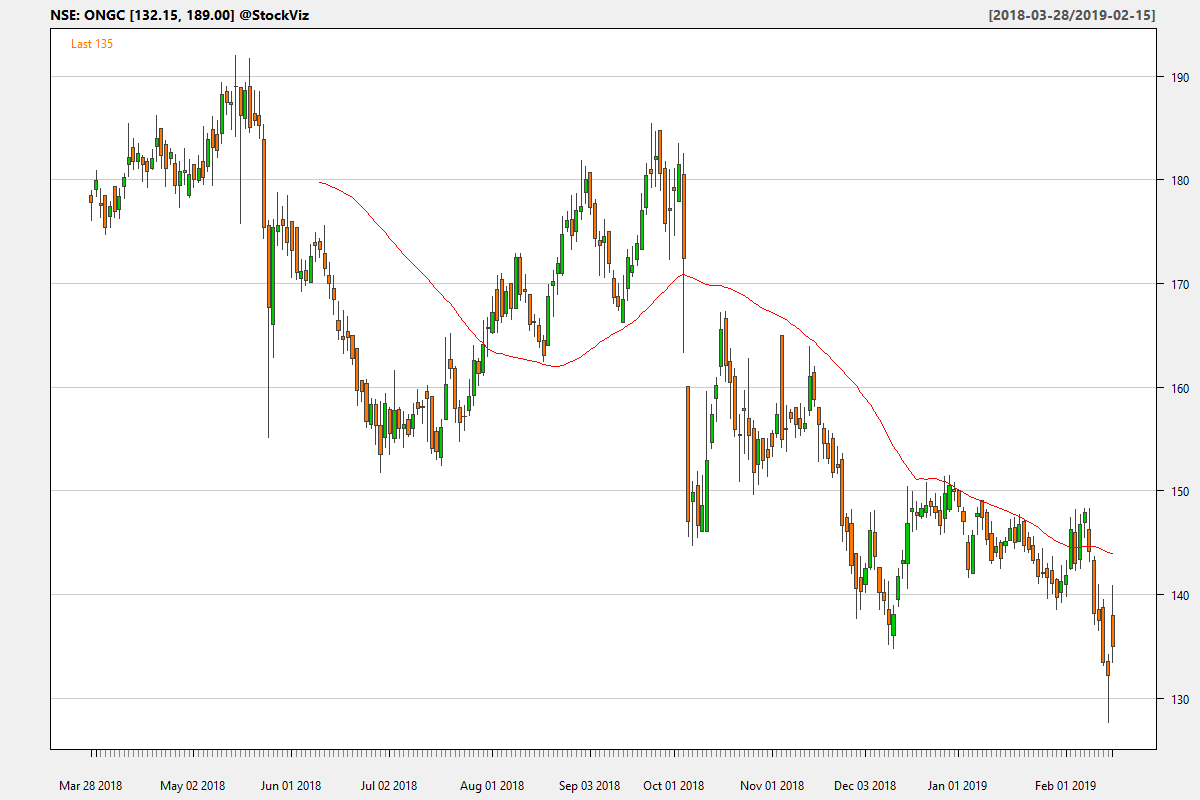 NSE: ONGC [132.15, 189.00] @StockViz [2018-03-28/2019-02-15]
Last 135
190
180
170
160
150
140
130
Mar 28 2018 May 02 2018 Jun 01 2018 Jul 02 2018 Aug 01 2018 Sep 03 2018 Oct 01 2018 Nov 01 2018 Dec 03 2018 Jan 01 2019 Feb 01 2019